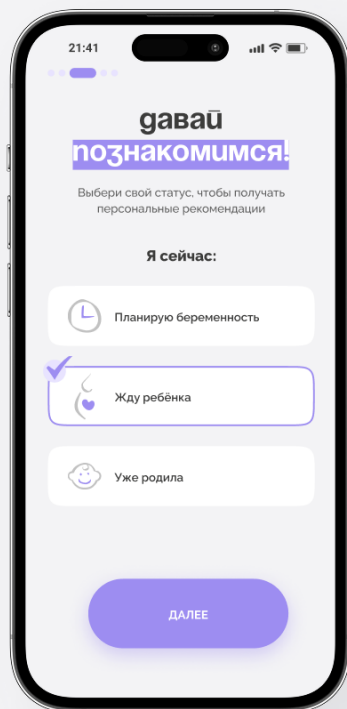 21:41
давай
познакомимся!
Выбери свой статус, чтобы получать
персональные рекомендации
Я сейчас:
Планирую беременность
Жду ребёнка
Уже родила
ДАЛЕЕ